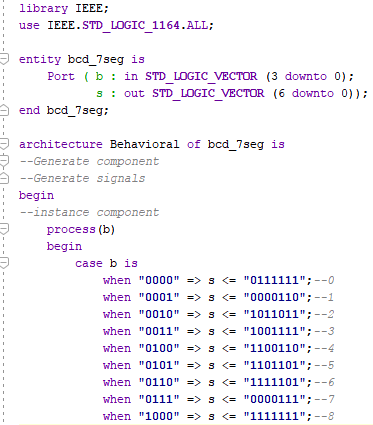 library IEEE;
use IEEE.STD_LOGIC_1164.ALL;
entity bcd_7seg is
Port ( b : in STD_LOGIC_VECTOR (3 downto 0);
s : out STD_LOGIC_VECTOR (6 downto 0));
end bcd_7seg;
architecture Behavioral of bcd_7seg is
--Generate component
--Generate signals
begin
--instance component
process(b)
begin
case b is
when "0000" => s <= "0111111";--0
when "0001" => s <= "0000110";--1
when "0010" => s <= "1011011";--2
when "0011" => s <= "1001111";--3
when "0100" => s <= "1100110";--4
when "0101" => s <= "1101101";--5
when "0110" => s <= "1111101";--6
when "0111" => s <= "0000111";--7
when "1000" => s <= "1111111";--8